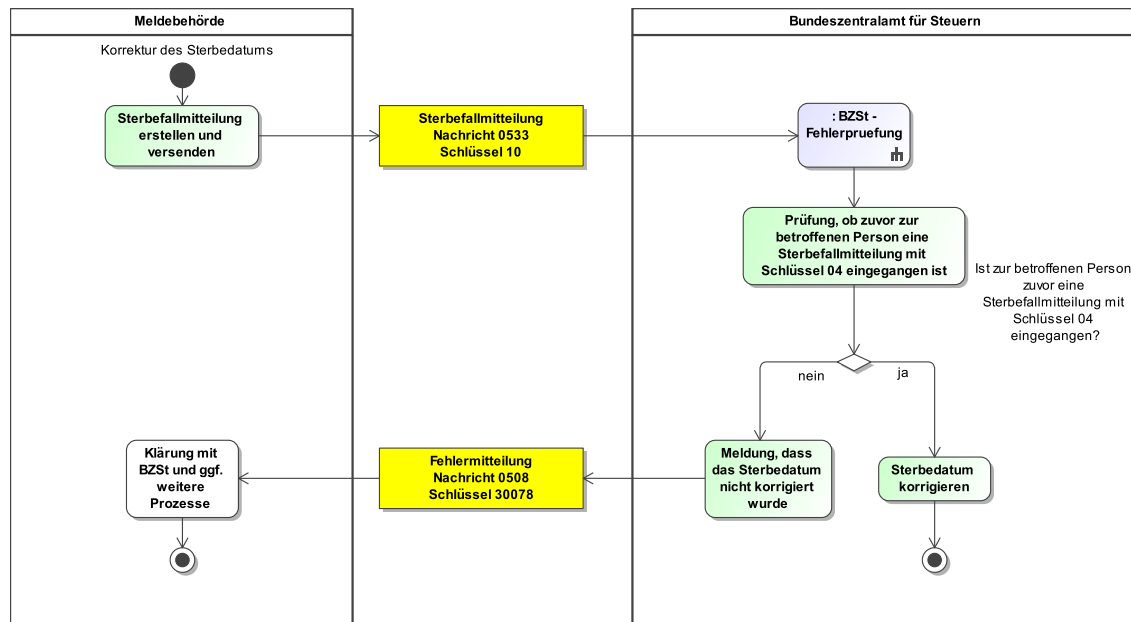 Meldebehörde
Bundeszentralamt für Steuern
Korrektur des Sterbedatums
Sterbefallmitteilung
erstellen und
versenden
Sterbefallmitteilung
Nachricht 0533
Schlüssel 10
: BZSt -
Fehlerpruefung
Prüfung, ob zuvor zur
betroffenen Person eine
Sterbefallmitteilung mit
Schlüssel 04 eingegangen ist
Ist zur betroffenen Person
zuvor eine
Sterbefallmitteilung mit
Schlüssel 04
eingegangen?
nein
ja
Klärung mit
BZSt und ggf.
weitere
Prozesse
Fehlermitteilung
Nachricht 0508
Schlüssel 30078
Meldung, dass
das Sterbedatum
nicht korrigiert
wurde
Sterbedatum
korrigieren